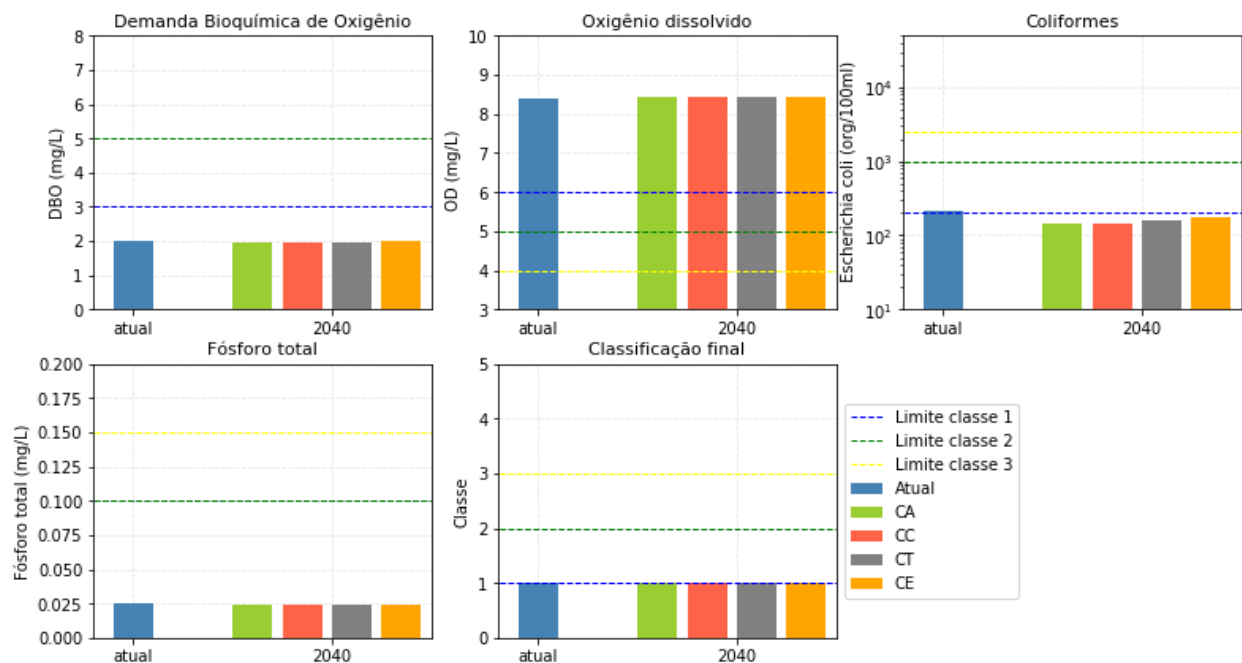 Demanda Bioquímica de Oxigênio
DBO (mg/L)
8
7
6
5
4
3
2
1
0
atual
2040
Oxigênio dissolvido
OD (mg/L)
10
9
8
7
6
5
4
3
atual
2040
Coliformes
Escherichia coli (org/100ml)
10⁴
10³
10²
10¹
atual
2040
Fósforo total
Fósforo total (mg/L)
0.200
0.175
0.150
0.125
0.100
0.075
0.050
0.025
0.000
atual
2040
Classificação final
Classe
5
4
3
2
1
0
atual
2040
Limite classe 1
Limite classe 2
Limite classe 3
Atual
CA
CC
CT
CE